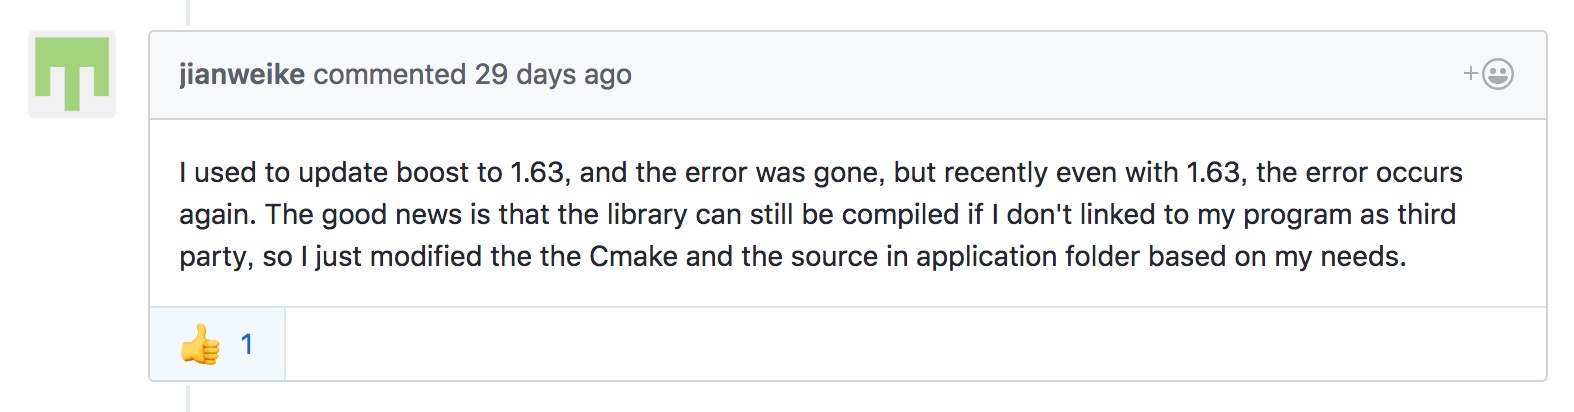 jianweike commented 29 days ago
I used to update boost to 1.63, and the error was gone, but recently even with 1.63, the error occurs
again. The good news is that the library can still be compiled if I don't linked to my program as third
party, so I just modified the the Cmake and the source in application folder based on my needs.
1